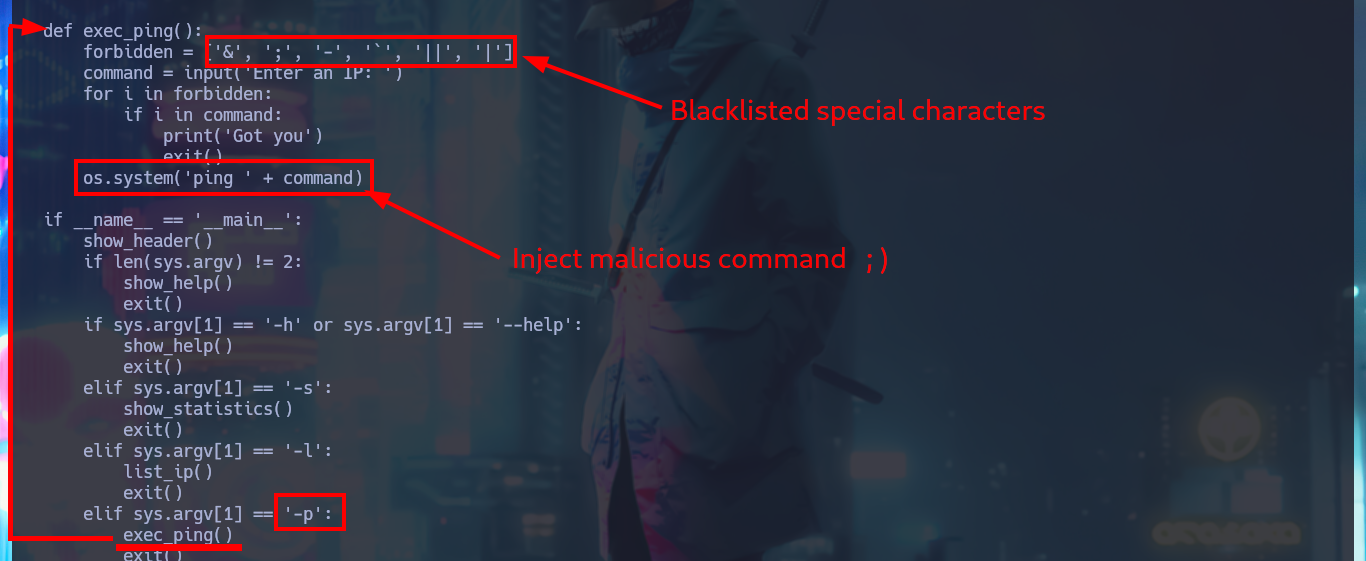 def exec_ping():
forbidden = ['&', ';', '-', '`', '||', '|']
command = input('Enter an IP: ')
Blacklisted special characters
for i in forbidden:
if i in command:
print('Got you')
exit()
os.system('ping ' + command)
if __name__ == '__main__':
show_header()
Inject malicious command ;)
if len(sys.argv) != 2:
show_help()
exit()
if sys.argv[1] == '-h' or sys.argv[1] == '--help':
show_help()
exit()
elif sys.argv[1] == '-s':
show_statistics()
exit()
elif sys.argv[1] == '-l':
list_ip()
exit()
elif sys.argv[1] == '-p':
exec_ping()
exit()